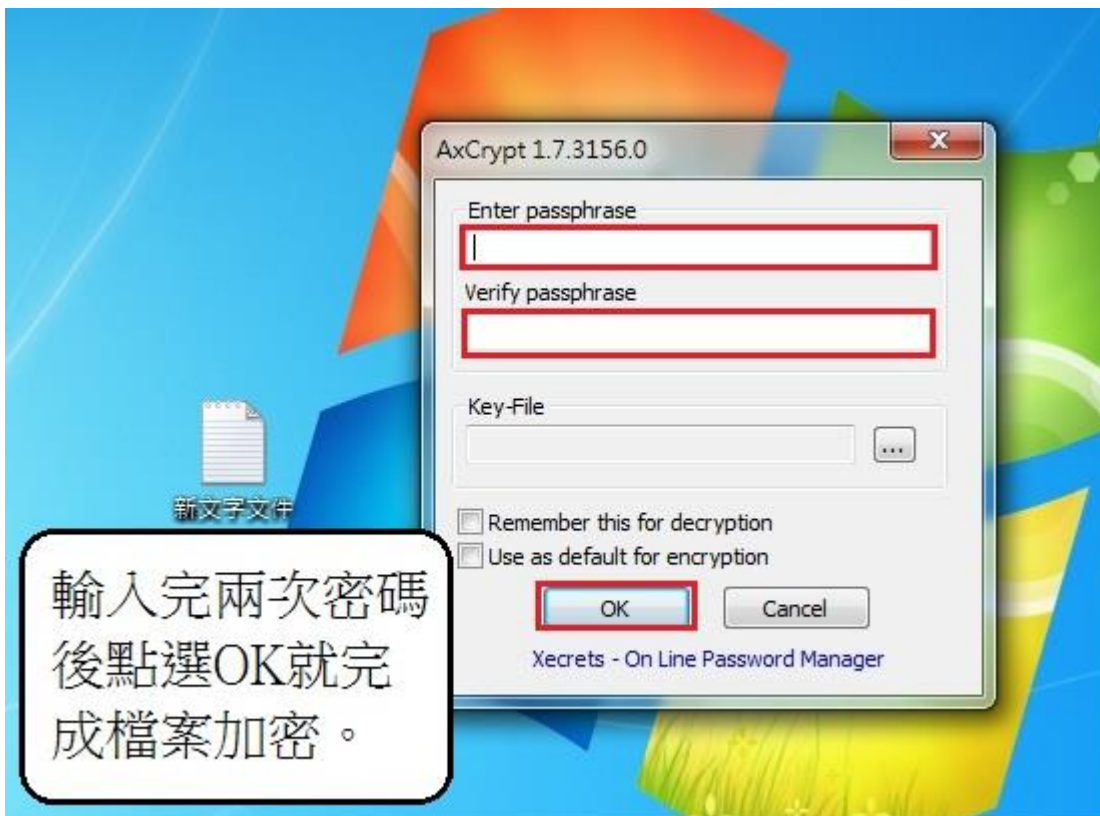 AxCrypt 1.7.3156.0
Enter passphrase
Verify passphrase
Key-File
...
新文字文件
Remember this for decryption
Use as default for encryption
OK
Cancel
Xecrets - On Line Password Manager
輸入完兩次密碼
後點選OK就完
成檔案加密。